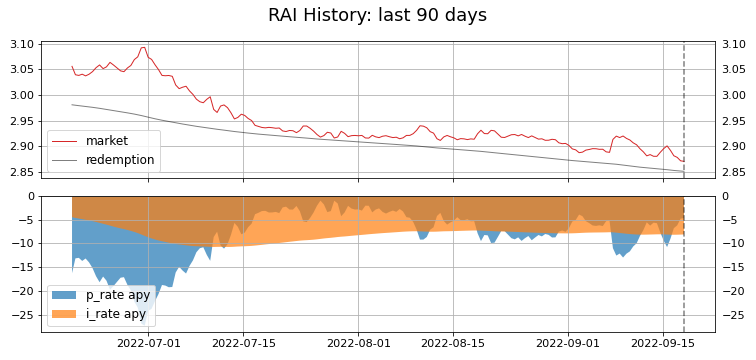 RAI History: last 90 days
3.10 3.10
3.05 3.05
3.00 3.00
2.95 2.95
2.90 2.90
2.85 2.85
market
redemption
0 0
−5 −5
−10 −10
−15 −15
−20 −20
−25 −25
p_rate apy
i_rate apy
2022-07-01 2022-07-15 2022-08-01 2022-08-15 2022-09-01 2022-09-15